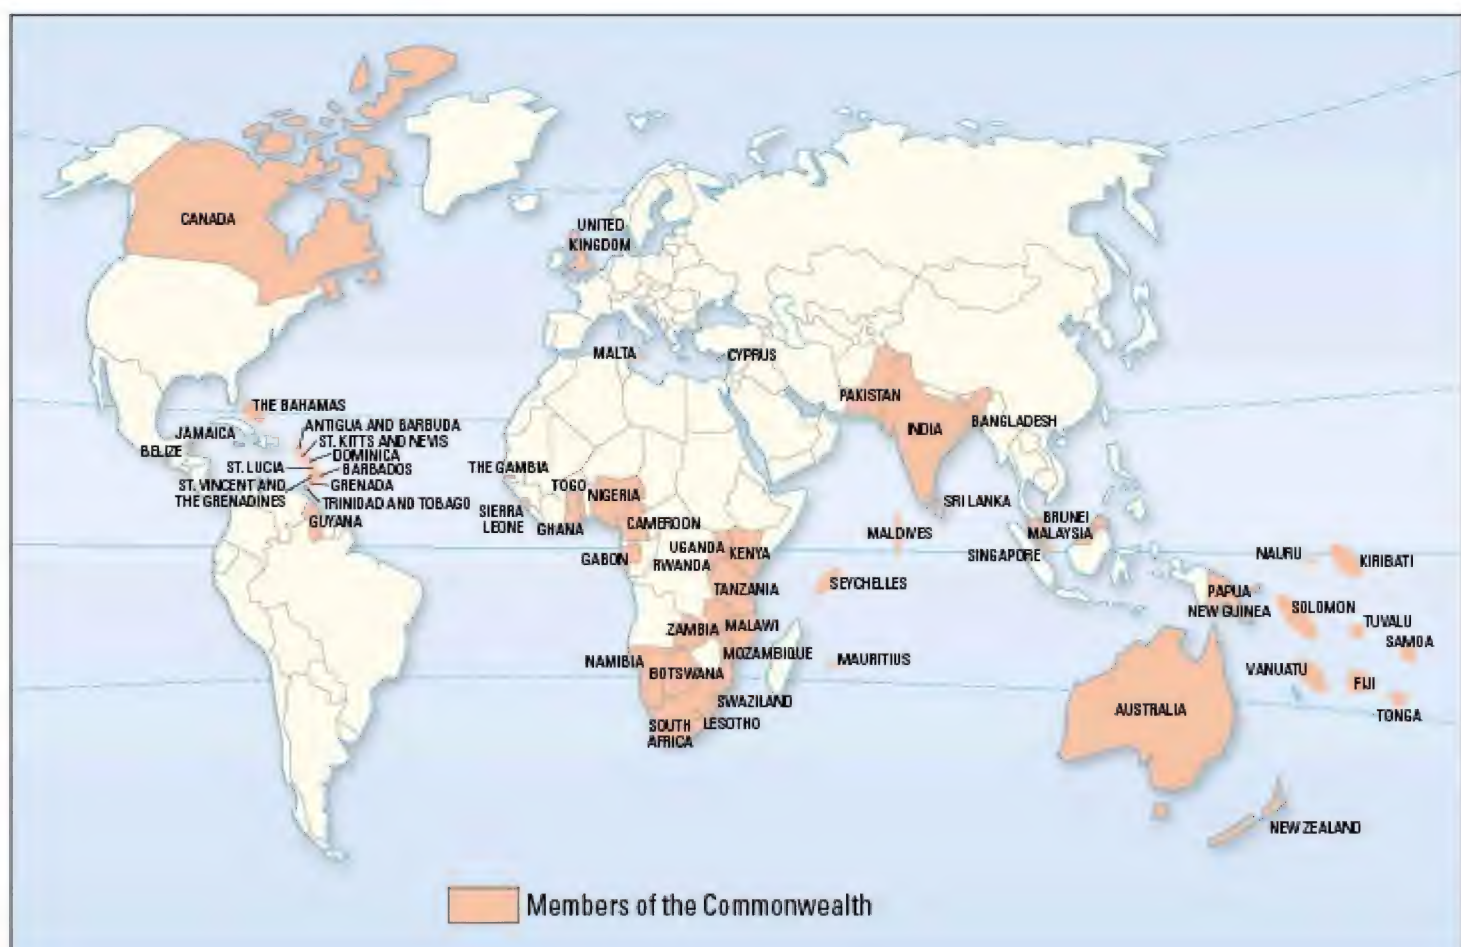 CANADA
UNITED
KINGDOM
MALTA
CYPRUS
PAKISTAN
THE BAHAMAS
JAMAICA
ANTIGUA AND BARBUDA
ST. KITTS AND NEVIS
BELIZE
DOMINICA
ST. LUCIA
BARBADOS
ST. VINCENT AND
THE GRENADINES
GRENADA
TRINIDAD AND TOBAGO
GUYANA
INDIA
BANGLADESH
THE GAMBIA
TOGO
NIGERIA
SIERRA
LEONE
GHANA
CAMEROON
SRI LANKA
MALDIVES
BRUNEI
MALAYSIA
SINGAPORE
GABON
UGANDA
KENYA
RWANDA
TANZANIA
SEYCHELLES
NAURU
KIRIBATI
PAPUA
NEW GUINEA
SOLOMON
TUVALU
SAMOA
ZAMBIA
MALAWI
MOZAMBIQUE
MAURITIUS
NAMIBIA
BOTSWANA
VANUATU
FIJI
TONGA
SWAZILAND
LESOTHO
SOUTH
AFRICA
AUSTRALIA
NEW ZEALAND
Members of the Commonwealth